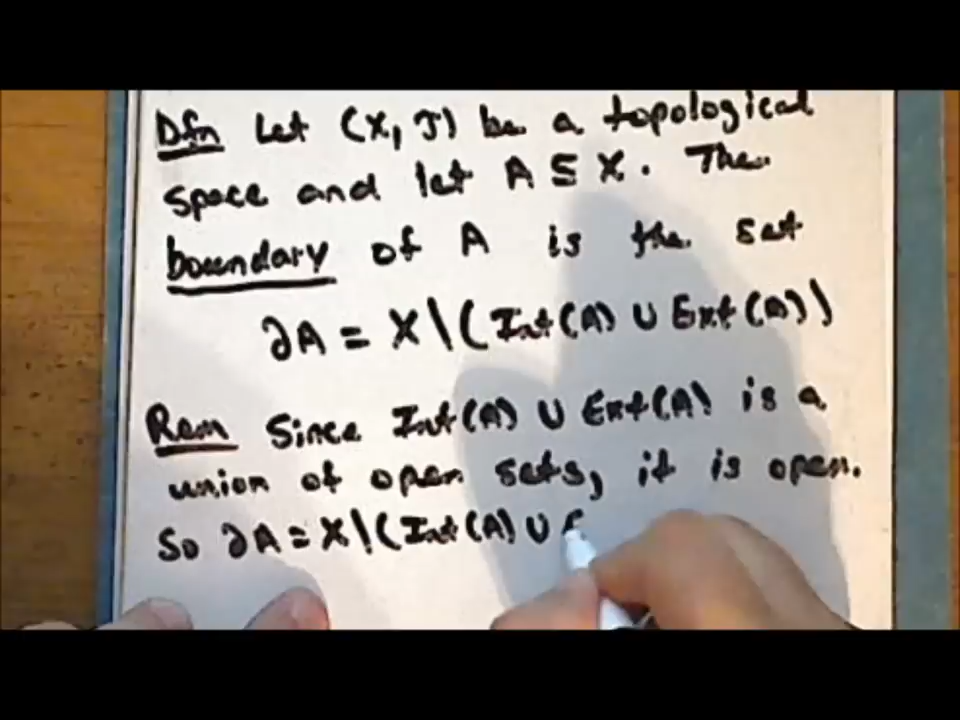 Dfn Let (X, T) be a topological
space and let A ⊆ X. The
boundary of A is the set
∂A = X \ (Int(A) ∪ Ext(A))
Rem Since Int(A) ∪ Ext(A) is a
union of open sets, it is open.
So ∂A = X \ (Int(A) ∪